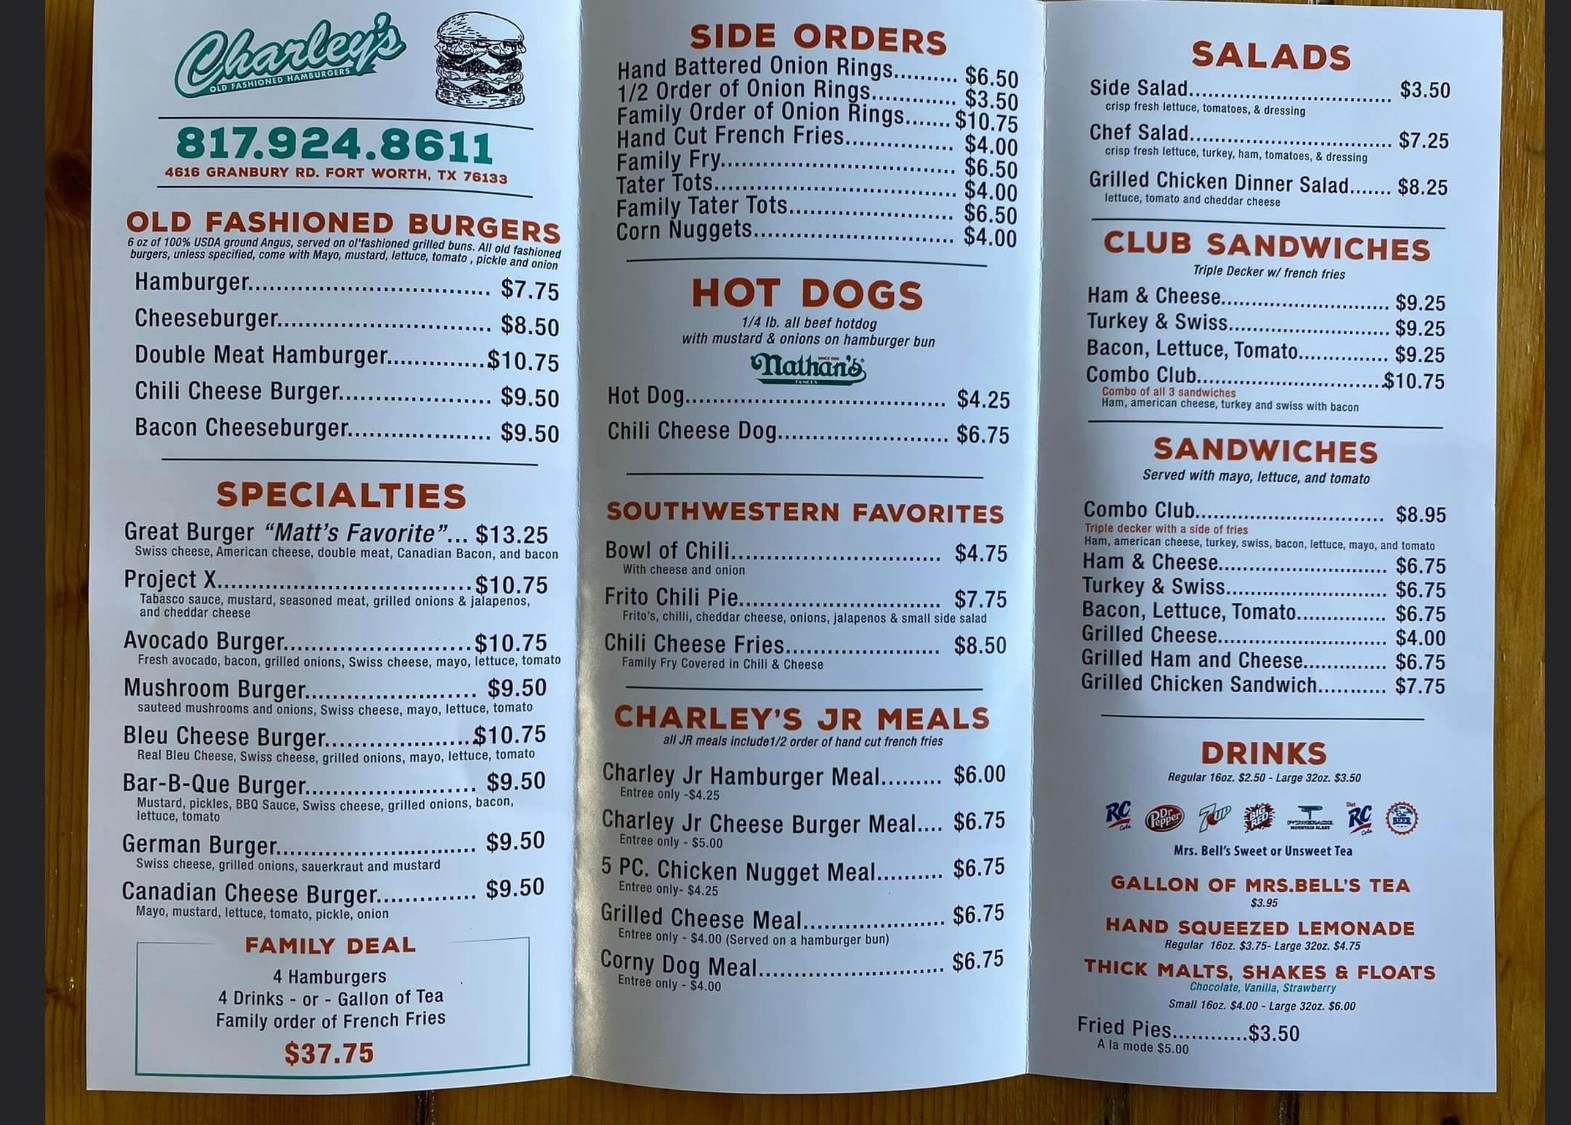 Charley's
OLD FASHIONED HAMBURGERS
817.924.8611
4616 GRANBURY RD. FORT WORTH, TX 76133
OLD FASHIONED BURGERS
6 oz of 100% USDA ground Angus, served on ol'fashioned grilled buns. All old fashioned
burgers, unless specified, come with Mayo, mustard, lettuce, tomato , pickle and onion
Hamburger.................................... $7.75
Cheeseburger................................ $8.50
Double Meat Hamburger..............$10.75
Chili Cheese Burger...................... $9.50
Bacon Cheeseburger..................... $9.50
SPECIALTIES
Great Burger “Matt's Favorite”... $13.25
Swiss cheese, American cheese, double meat, Canadian Bacon, and bacon
Project X.....................................$10.75
Tabasco sauce, mustard, seasoned meat, grilled onions & jalapenos,
and cheddar cheese
Avocado Burger...........................$10.75
Fresh avocado, bacon, grilled onions, Swiss cheese, mayo, lettuce, tomato
Mushroom Burger......................... $9.50
sauteed mushrooms and onions, Swiss cheese, mayo, lettuce, tomato
Bleu Cheese Burger.....................$10.75
Real Bleu Cheese, Swiss cheese, grilled onions, mayo, lettuce, tomato
Bar-B-Que Burger......................... $9.50
Mustard, pickles, BBQ Sauce, Swiss cheese, grilled onions, bacon,
lettuce, tomato
German Burger............................. $9.50
Swiss cheese, grilled onions, sauerkraut and mustard
Canadian Cheese Burger............... $9.50
Mayo, mustard, lettuce, tomato, pickle, onion
FAMILY DEAL
4 Hamburgers
4 Drinks - or - Gallon of Tea
Family order of French Fries
$37.75
SIDE ORDERS
Hand Battered Onion Rings.......... $6.50
1/2 Order of Onion Rings............. $3.50
Family Order of Onion Rings.......$10.75
Hand Cut French Fries................. $4.00
Family Fry.................................... $6.50
Tater Tots..................................... $4.00
Family Tater Tots......................... $6.50
Corn Nuggets............................... $4.00
HOT DOGS
1/4 lb. all beef hotdog
with mustard & onions on hamburger bun
SINCE 1916
Nathan's
FAMOUS
Hot Dog....................................... $4.25
Chili Cheese Dog.......................... $6.75
SOUTHWESTERN FAVORITES
Bowl of Chili................................ $4.75
With cheese and onion
Frito Chili Pie............................... $7.75
Frito's, chilli, cheddar cheese, onions, jalapenos & small side salad
Chili Cheese Fries........................ $8.50
Family Fry Covered in Chili & Cheese
CHARLEY'S JR MEALS
all JR meals include1/2 order of hand cut french fries
Charley Jr Hamburger Meal......... $6.00
Entree only -$4.25
Charley Jr Cheese Burger Meal.... $6.75
Entree only - $5.00
5 PC. Chicken Nugget Meal.......... $6.75
Entree only- $4.25
Grilled Cheese Meal..................... $6.75
Entree only - $4.00 (Served on a hamburger bun)
Corny Dog Meal............................ $6.75
Entree only - $4.00
SALADS
Side Salad................................. $3.50
crisp fresh lettuce, tomatoes, & dressing
Chef Salad................................. $7.25
crisp fresh lettuce, turkey, ham, tomatoes, & dressing
Grilled Chicken Dinner Salad....... $8.25
lettuce, tomato and cheddar cheese
CLUB SANDWICHES
Triple Decker w/ french fries
Ham & Cheese........................... $9.25
Turkey & Swiss.......................... $9.25
Bacon, Lettuce, Tomato............... $9.25
Combo Club..............................$10.75
Combo of all 3 sandwiches
Ham, american cheese, turkey and swiss with bacon
SANDWICHES
Served with mayo, lettuce, and tomato
Combo Club............................... $8.95
Triple decker with a side of fries
Ham, american cheese, turkey, swiss, bacon, lettuce, mayo, and tomato
Ham & Cheese........................... $6.75
Turkey & Swiss.......................... $6.75
Bacon, Lettuce, Tomato............... $6.75
Grilled Cheese........................... $4.00
Grilled Ham and Cheese.............. $6.75
Grilled Chicken Sandwich............ $7.75
DRINKS
Regular 16oz. $2.50 - Large 32oz. $3.50
RC Cola Dr Pepper 7UP BIG RED POWERADE MOUNTAIN BLAST Diet RC Cola BEER
Mrs. Bell's Sweet or Unsweet Tea
GALLON OF MRS.BELL'S TEA
$3.95
HAND SQUEEZED LEMONADE
Regular 16oz. $3.75- Large 32oz. $4.75
THICK MALTS, SHAKES & FLOATS
Chocolate, Vanilla, Strawberry
Small 16oz. $4.00 - Large 32oz. $6.00
Fried Pies............$3.50
A la mode $5.00